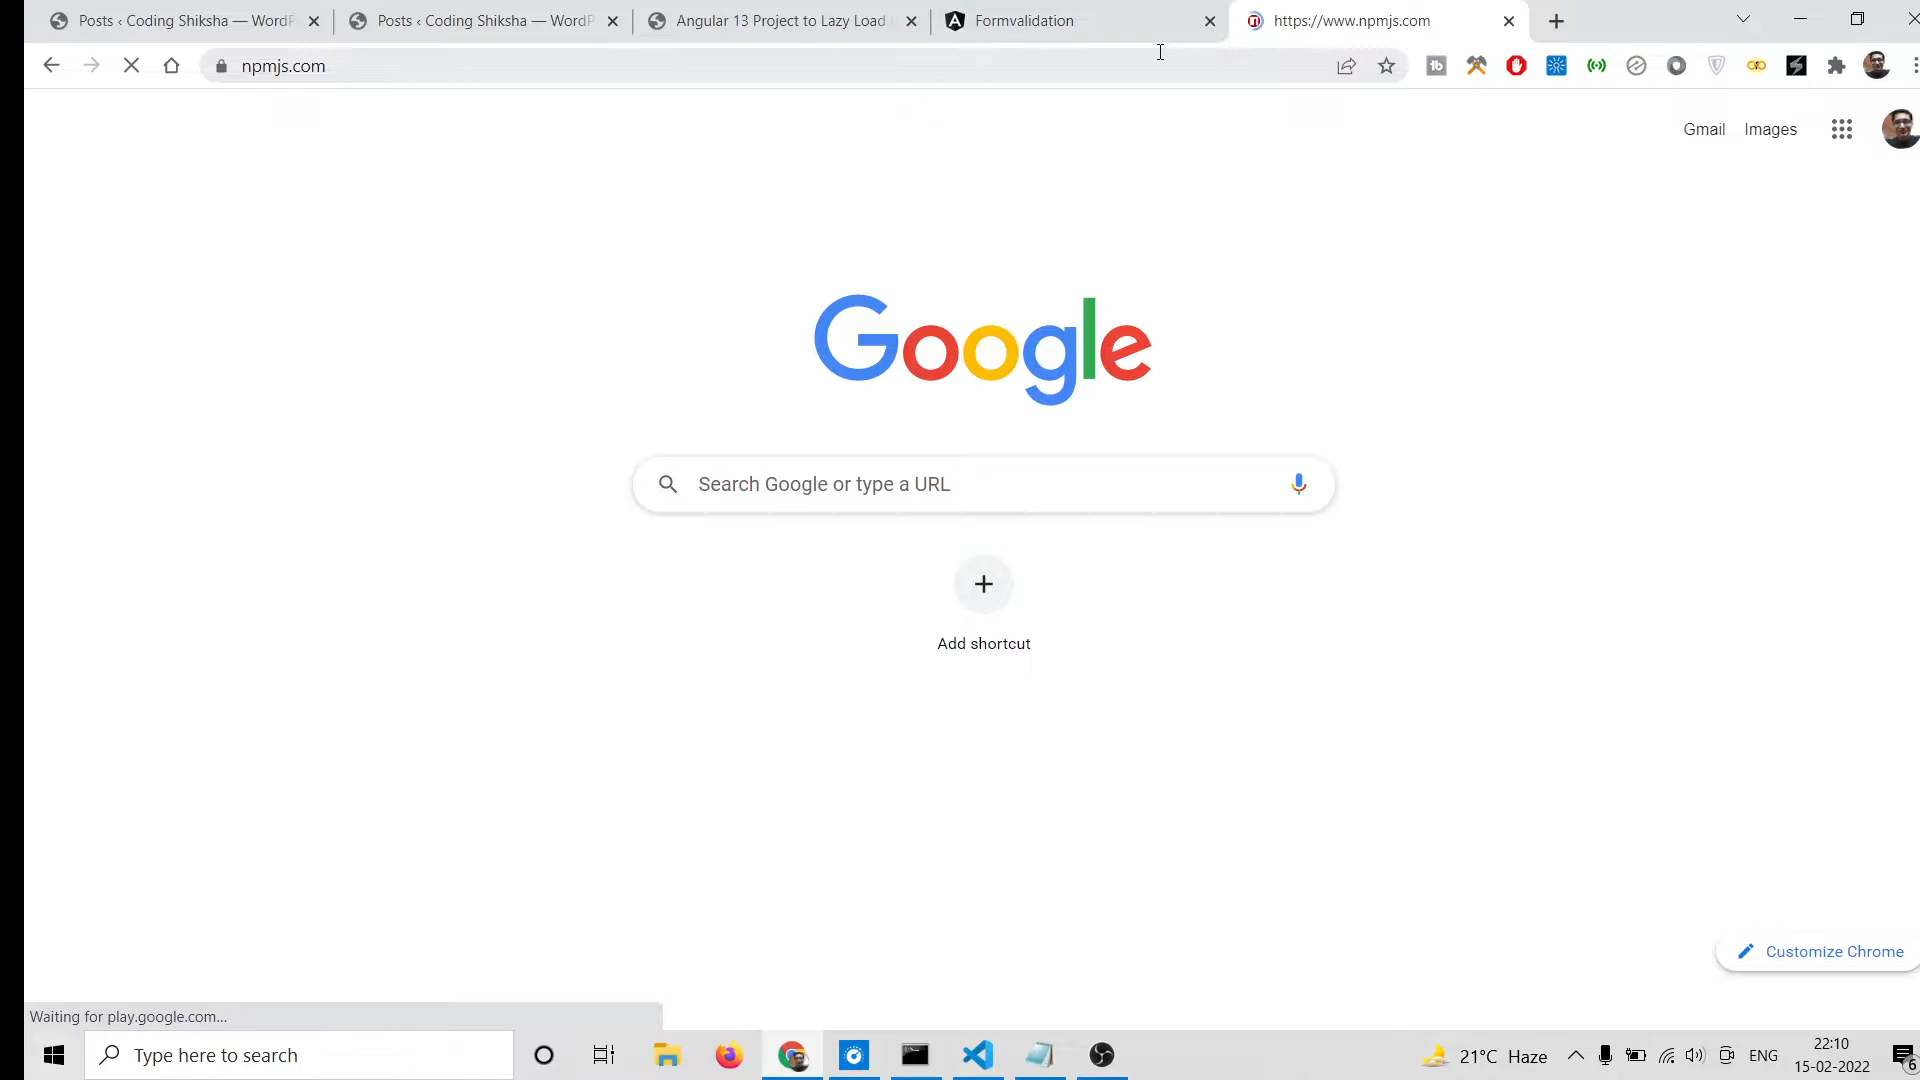 Posts ‹ Coding Shiksha — WordP
Posts ‹ Coding Shiksha — WordP
Angular 13 Project to Lazy Load
Formvalidation
https://www.npmjs.com
npmjs.com
Gmail
Images
Google
Search Google or type a URL
Add shortcut
Customize Chrome
Waiting for play.google.com...
Type here to search
21°C Haze
ENG
22:10
15-02-2022
6